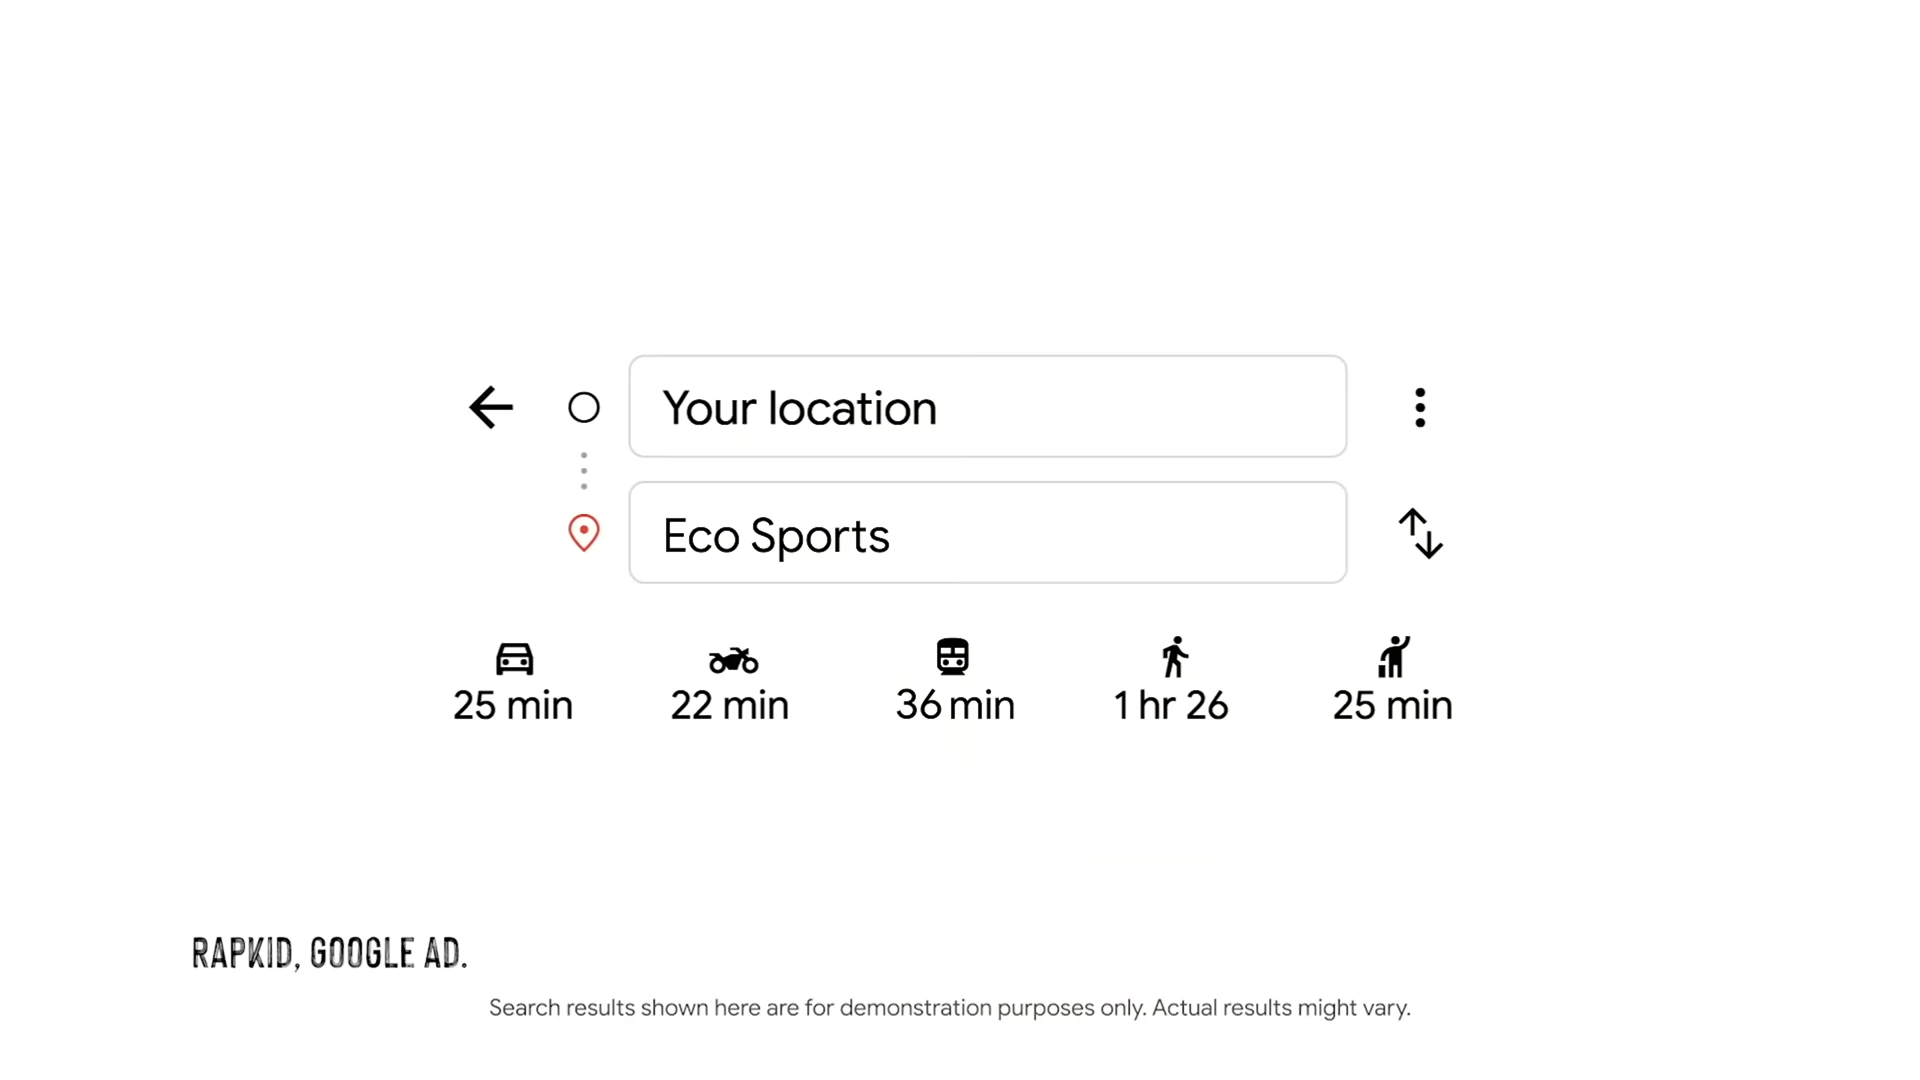 Your location
Eco Sports
25 min
22 min
36 min
1 hr 26
25 min
RAPKID, GOOGLE AD.
Search results shown here are for demonstration purposes only. Actual results might vary.